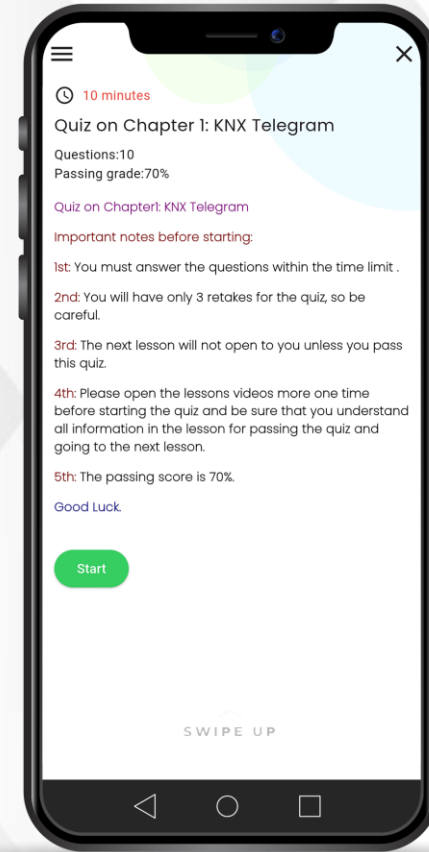 10 minutes
Quiz on Chapter 1: KNX Telegram
Questions:10
Passing grade:70%
Quiz on Chapter1: KNX Telegram
Important notes before starting:
1st: You must answer the questions within the time limit .
2nd: You will have only 3 retakes for the quiz, so be
careful.
3rd: The next lesson will not open to you unless you pass
this quiz.
4th: Please open the lessons videos more one time
before starting the quiz and be sure that you understand
all information in the lesson for passing the quiz and
going to the next lesson.
5th: The passing score is 70%.
Good Luck.
Start
SWIPE UP